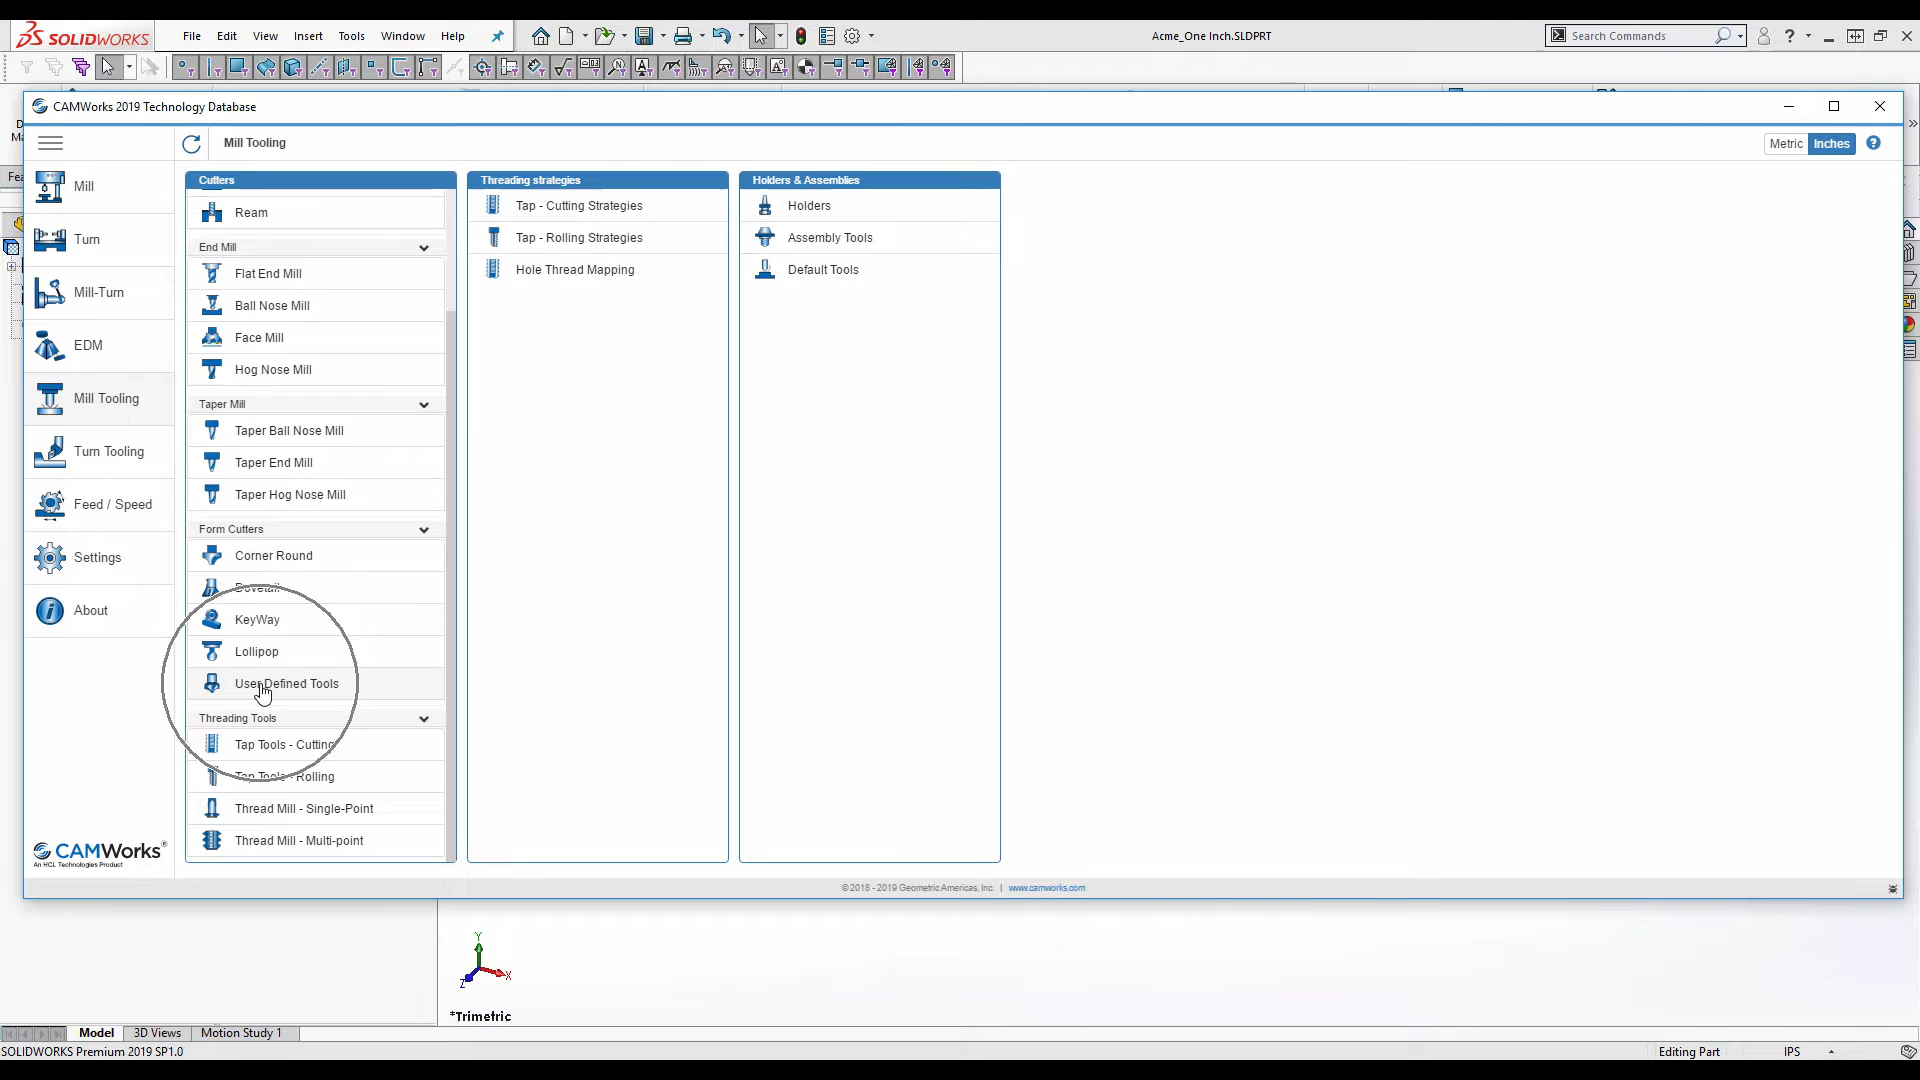 SOLIDWORKS
File Edit View Insert Tools Window Help
Acme_One Inch.SLDPRT
Search Commands
CAMWorks 2019 Technology Database
Mill Tooling
Metric Inches
Mill
Turn
Mill-Turn
EDM
Mill Tooling
Turn Tooling
Feed / Speed
Settings
About
CAMWorks®
An HCL Technologies Product
Cutters
Ream
End Mill
Flat End Mill
Ball Nose Mill
Face Mill
Hog Nose Mill
Taper Mill
Taper Ball Nose Mill
Taper End Mill
Taper Hog Nose Mill
Form Cutters
Corner Round
Dovetail
KeyWay
Lollipop
User Defined Tools
Threading Tools
Tap Tools - Cutting
Tap Tools - Rolling
Thread Mill - Single-Point
Thread Mill - Multi-point
Threading strategies
Tap - Cutting Strategies
Tap - Rolling Strategies
Hole Thread Mapping
Holders & Assemblies
Holders
Assembly Tools
Default Tools
© 2018 - 2019 Geometric Americas, Inc. | www.camworks.com
Fea
Y
X
Z
*Trimetric
Model 3D Views Motion Study 1
SOLIDWORKS Premium 2019 SP1.0
Editing Part IPS